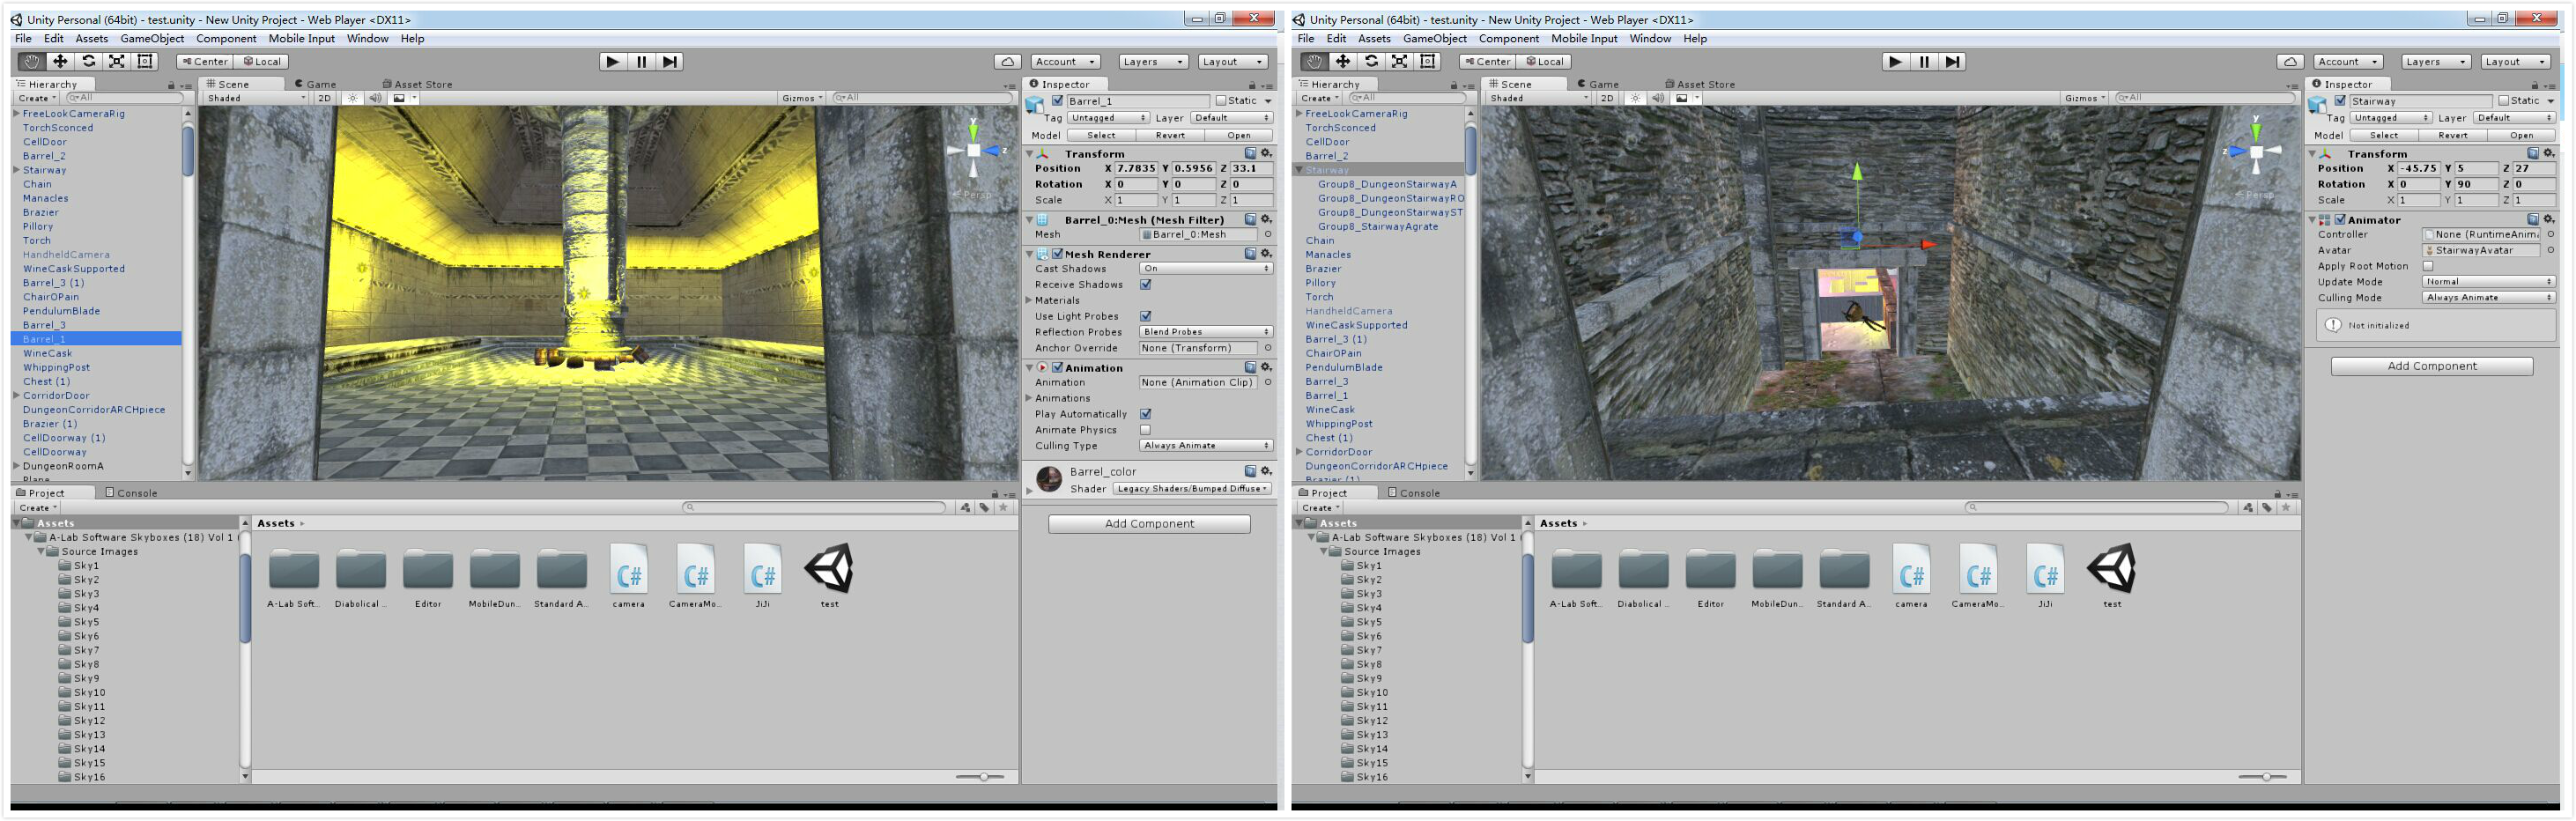 Unity Personal (64bit) - test.unity - New Unity Project - Web Player <DX11>
File Edit Assets GameObject Component Mobile Input Window Help
Center Local
Account Layers Layout
Hierarchy
Create All
FreeLookCameraRig
TorchSconced
CellDoor
Barrel_2
Stairway
Chain
Manacles
Brazier
Pillory
Torch
HandheldCamera
WineCaskSupported
Barrel_3 (1)
ChairOPain
PendulumBlade
Barrel_3
Barrel_1
WineCask
WhippingPost
Chest (1)
CorridorDoor
DungeonCorridorARCHpiece
Brazier (1)
CellDoorway (1)
CellDoorway
DungeonRoomA
Plane
Scene Game Asset Store
Shaded 2D Gizmos All
y
z
Persp
Inspector
Barrel_1 Static
Tag Untagged Layer Default
Model Select Revert Open
Transform
Position X 7.7835 Y 0.5956 Z 33.1
Rotation X 0 Y 0 Z 0
Scale X 1 Y 1 Z 1
Barrel_0:Mesh (Mesh Filter)
Mesh Barrel_0:Mesh
Mesh Renderer
Cast Shadows On
Receive Shadows
Materials
Use Light Probes
Reflection Probes Blend Probes
Anchor Override None (Transform)
Animation
Animation None (Animation Clip)
Animations
Play Automatically
Animate Physics
Culling Type Always Animate
Barrel_color
Shader Legacy Shaders/Bumped Diffuse
Add Component
Project Console
Create
Assets
A-Lab Software Skyboxes (18) Vol 1
Source Images
Sky1
Sky2
Sky3
Sky4
Sky5
Sky6
Sky7
Sky8
Sky9
Sky10
Sky11
Sky12
Sky13
Sky14
Sky15
Sky16
Assets
C# C# C#
A-Lab Soft... Diabolical ... Editor MobileDun... Standard A... camera CameraMo... JiJi test
Unity Personal (64bit) - test.unity - New Unity Project - Web Player <DX11>
File Edit Assets GameObject Component Mobile Input Window Help
Center Local
Account Layers Layout
Hierarchy
Create All
FreeLookCameraRig
TorchSconced
CellDoor
Barrel_2
Stairway
Group8_DungeonStairwayA
Group8_DungeonStairwayRO
Group8_DungeonStairwayST
Group8_StairwayAgrate
Chain
Manacles
Brazier
Pillory
Torch
HandheldCamera
WineCaskSupported
Barrel_3 (1)
ChairOPain
PendulumBlade
Barrel_3
Barrel_1
WineCask
WhippingPost
Chest (1)
CorridorDoor
DungeonCorridorARCHpiece
Brazier (1)
Scene Game Asset Store
Shaded 2D Gizmos All
y
z
Persp
Inspector
Stairway Static
Tag Untagged Layer Default
Model Select Revert Open
Transform
Position X -45.75 Y 5 Z 27
Rotation X 0 Y 90 Z 0
Scale X 1 Y 1 Z 1
Animator
Controller None (RuntimeAnima
Avatar StairwayAvatar
Apply Root Motion
Update Mode Normal
Culling Mode Always Animate
Not initialized
Add Component
Project Console
Create
Assets
A-Lab Software Skyboxes (18) Vol 1
Source Images
Sky1
Sky2
Sky3
Sky4
Sky5
Sky6
Sky7
Sky8
Sky9
Sky10
Sky11
Sky12
Sky13
Sky14
Sky15
Sky16
Assets
C# C# C#
A-Lab Soft... Diabolical ... Editor MobileDun... Standard A... camera CameraMo... JiJi test